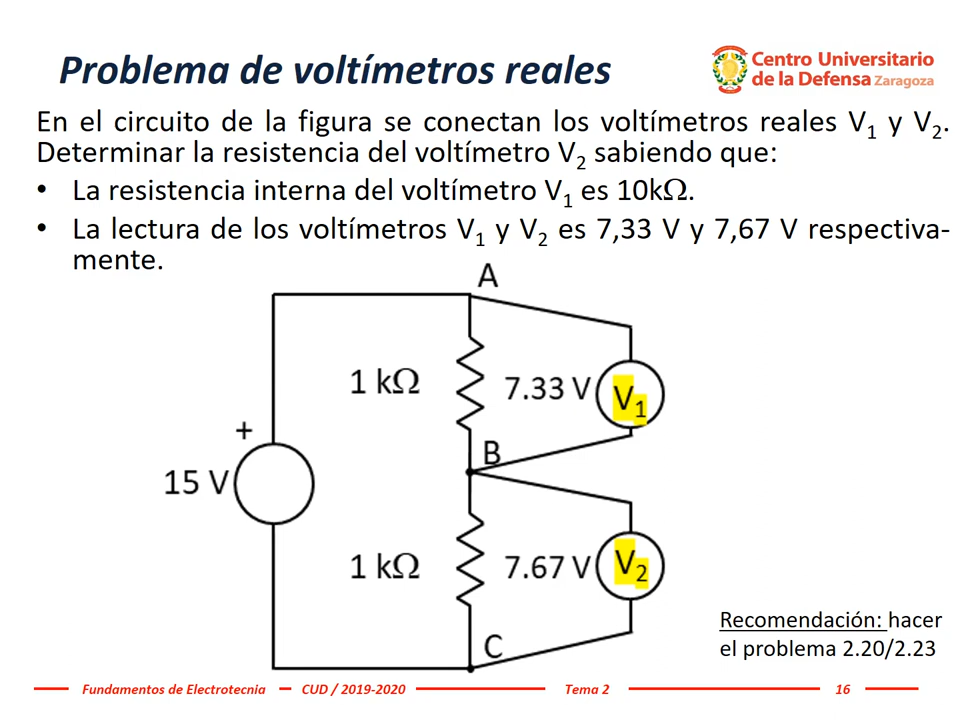 Problema de voltímetros reales
Centro Universitario
de la Defensa Zaragoza
En el circuito de la figura se conectan los voltímetros reales V₁ y V₂.
Determinar la resistencia del voltímetro V₂ sabiendo que:
• La resistencia interna del voltímetro V₁ es 10kΩ.
• La lectura de los voltímetros V₁ y V₂ es 7,33 V y 7,67 V respectiva-
mente.
A
1 kΩ
7.33 V
V₁
+
B
15 V
1 kΩ
7.67 V
V₂
C
Recomendación: hacer
el problema 2.20/2.23
Fundamentos de Electrotecnia
CUD / 2019-2020
Tema 2
16